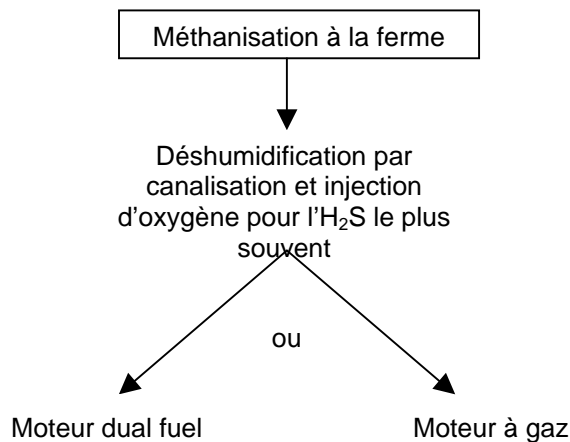 Méthanisation à la ferme
Déshumidification par
canalisation et injection
d'oxygène pour l'H₂S le plus
souvent
ou
Moteur dual fuel
Moteur à gaz